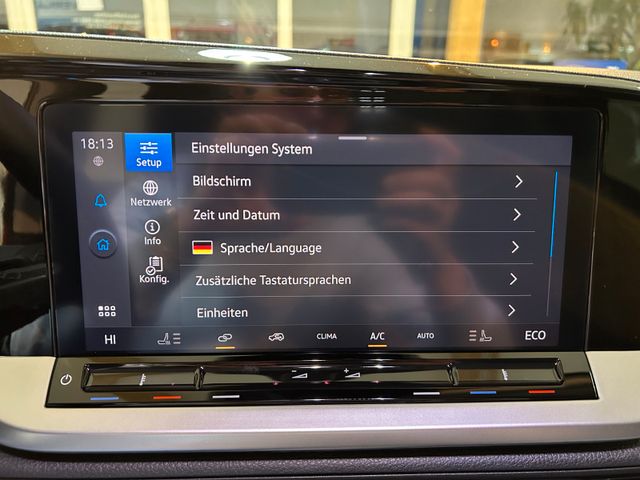 18:13
Setup
Netzwerk
Info
Konfig.
Einstellungen System
Bildschirm
Zeit und Datum
Sprache/Language
Zusätzliche Tastatursprachen
Einheiten
HI
CLIMA
A/C
AUTO
ECO
- +